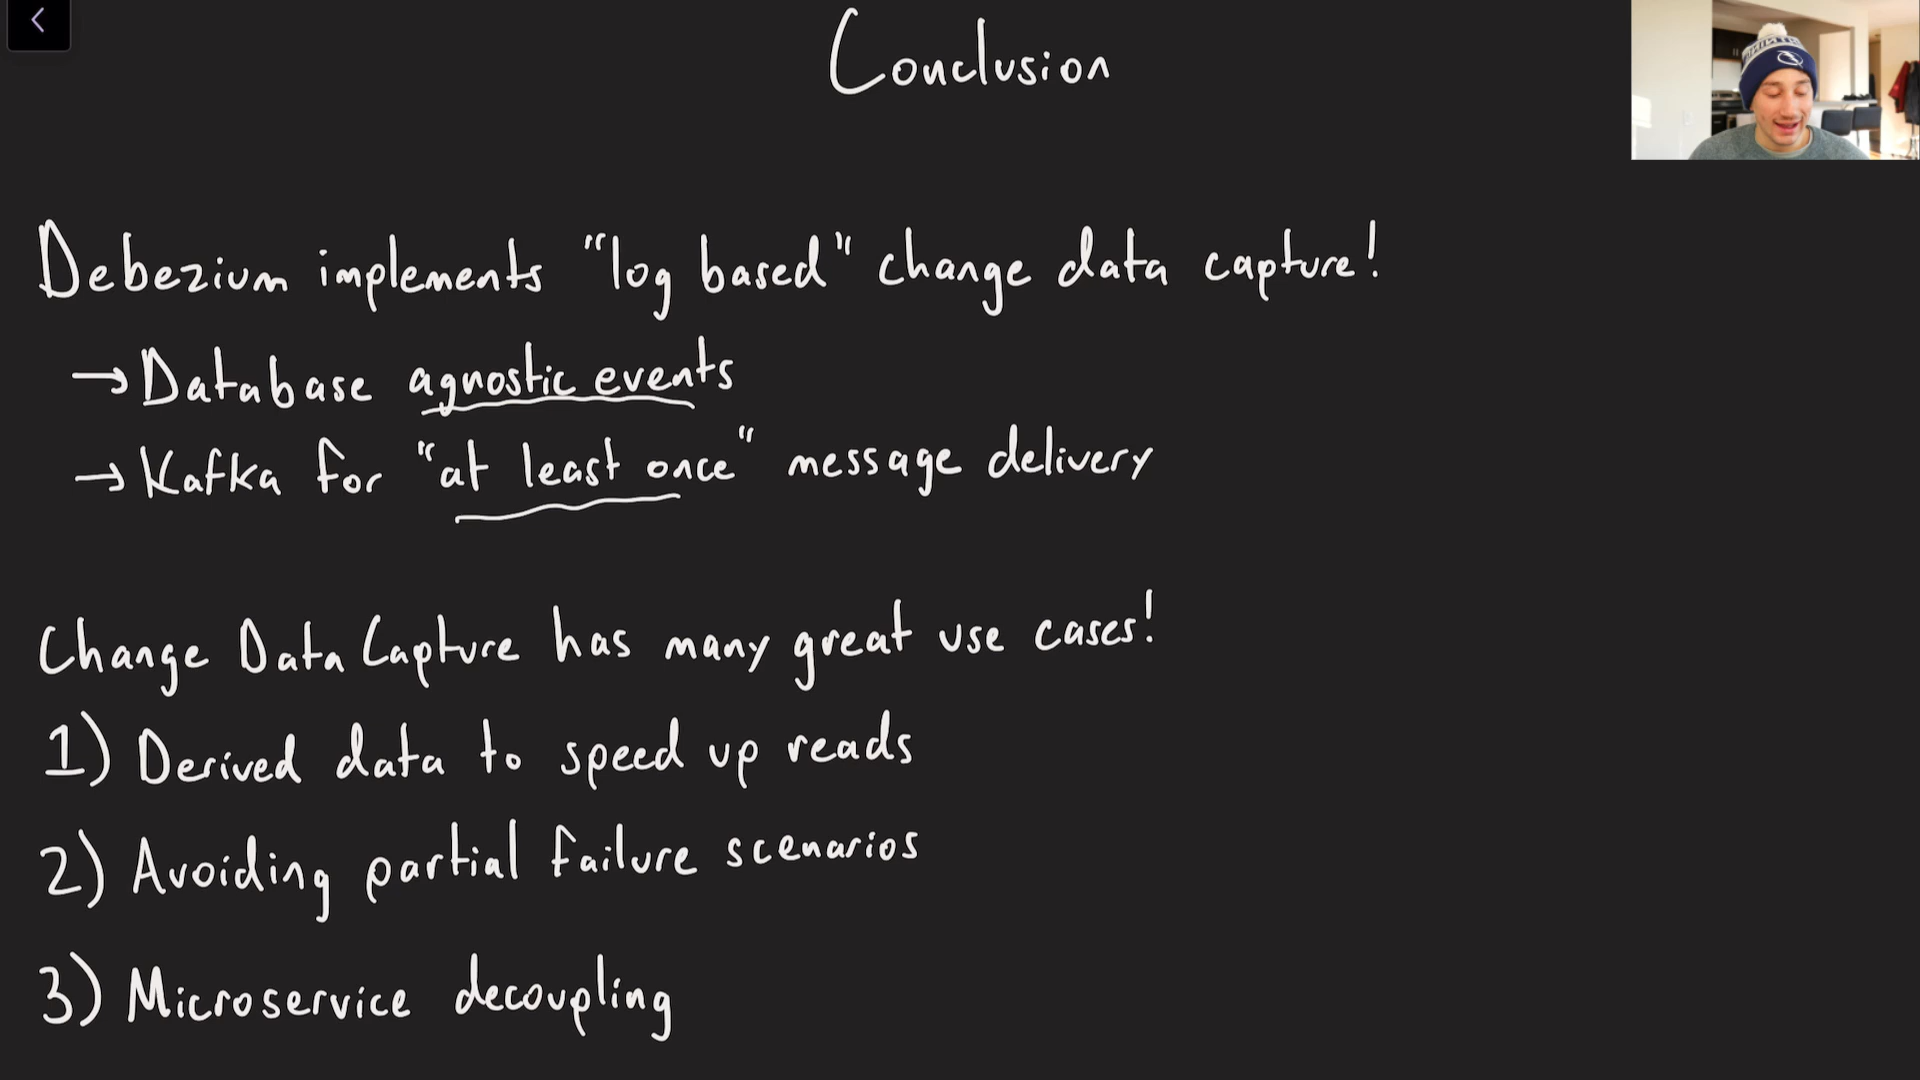 Conclusion
Debezium implements "log based" change data capture!
→ Database agnostic events
→ Kafka for "at least once" message delivery
Change Data Capture has many great use cases!
1) Derived data to speed up reads
2) Avoiding partial failure scenarios
3) Microservice decoupling